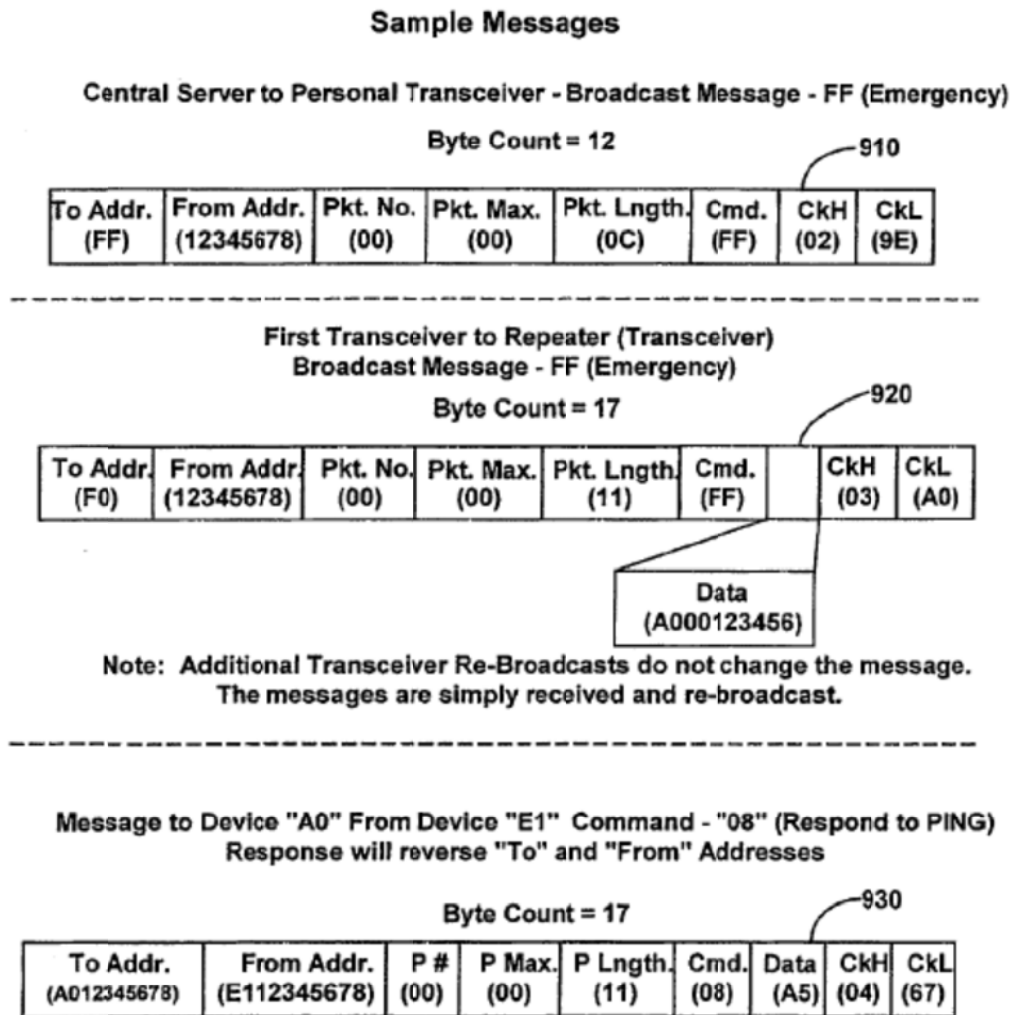 Sample Messages
Central Server to Personal Transceiver - Broadcast Message - FF (Emergency)
Byte Count = 12
910
To Addr. From Addr. Pkt. No. Pkt. Max. Pkt. Lngth. Cmd. CkH CkL
(FF) (12345678) (00) (00) (0C) (FF) (02) (9E)
First Transceiver to Repeater (Transceiver)
Broadcast Message - FF (Emergency)
Byte Count = 17
920
To Addr. From Addr. Pkt. No. Pkt. Max. Pkt. Lngth. Cmd. CkH CkL
(F0) (12345678) (00) (00) (11) (FF) (03) (A0)
Data
(A000123456)
Note: Additional Transceiver Re-Broadcasts do not change the message.
The messages are simply received and re-broadcast.
Message to Device "A0" From Device "E1" Command - "08" (Respond to PING)
Response will reverse "To" and "From" Addresses
Byte Count = 17
930
To Addr. From Addr. P # P Max. P Lngth. Cmd. Data CkH CkL
(A012345678) (E112345678) (00) (00) (11) (08) (A5) (04) (67)